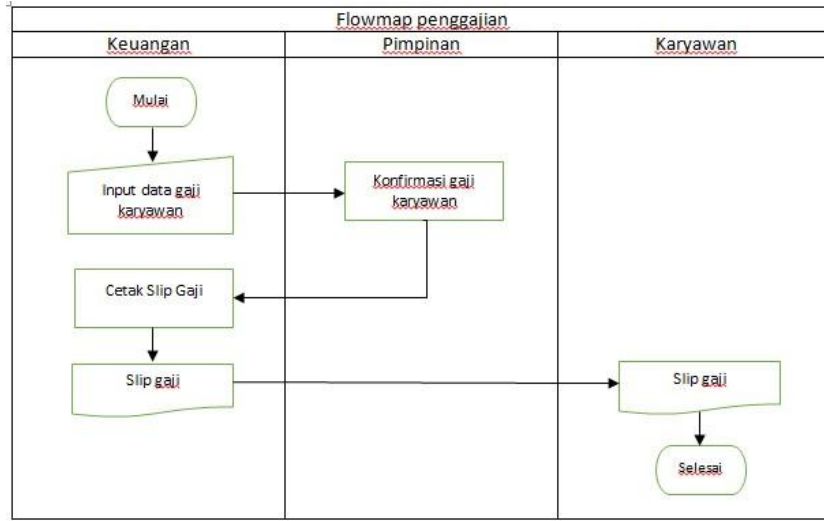 Flowmap penggajian
Keuangan
Pimpinan
Karyawan
Mulai
Input data gaji
karyawan
Konfirmasi gaji
karyawan
Cetak Slip Gaji
Slip gaji
Slip gaji
Selesai